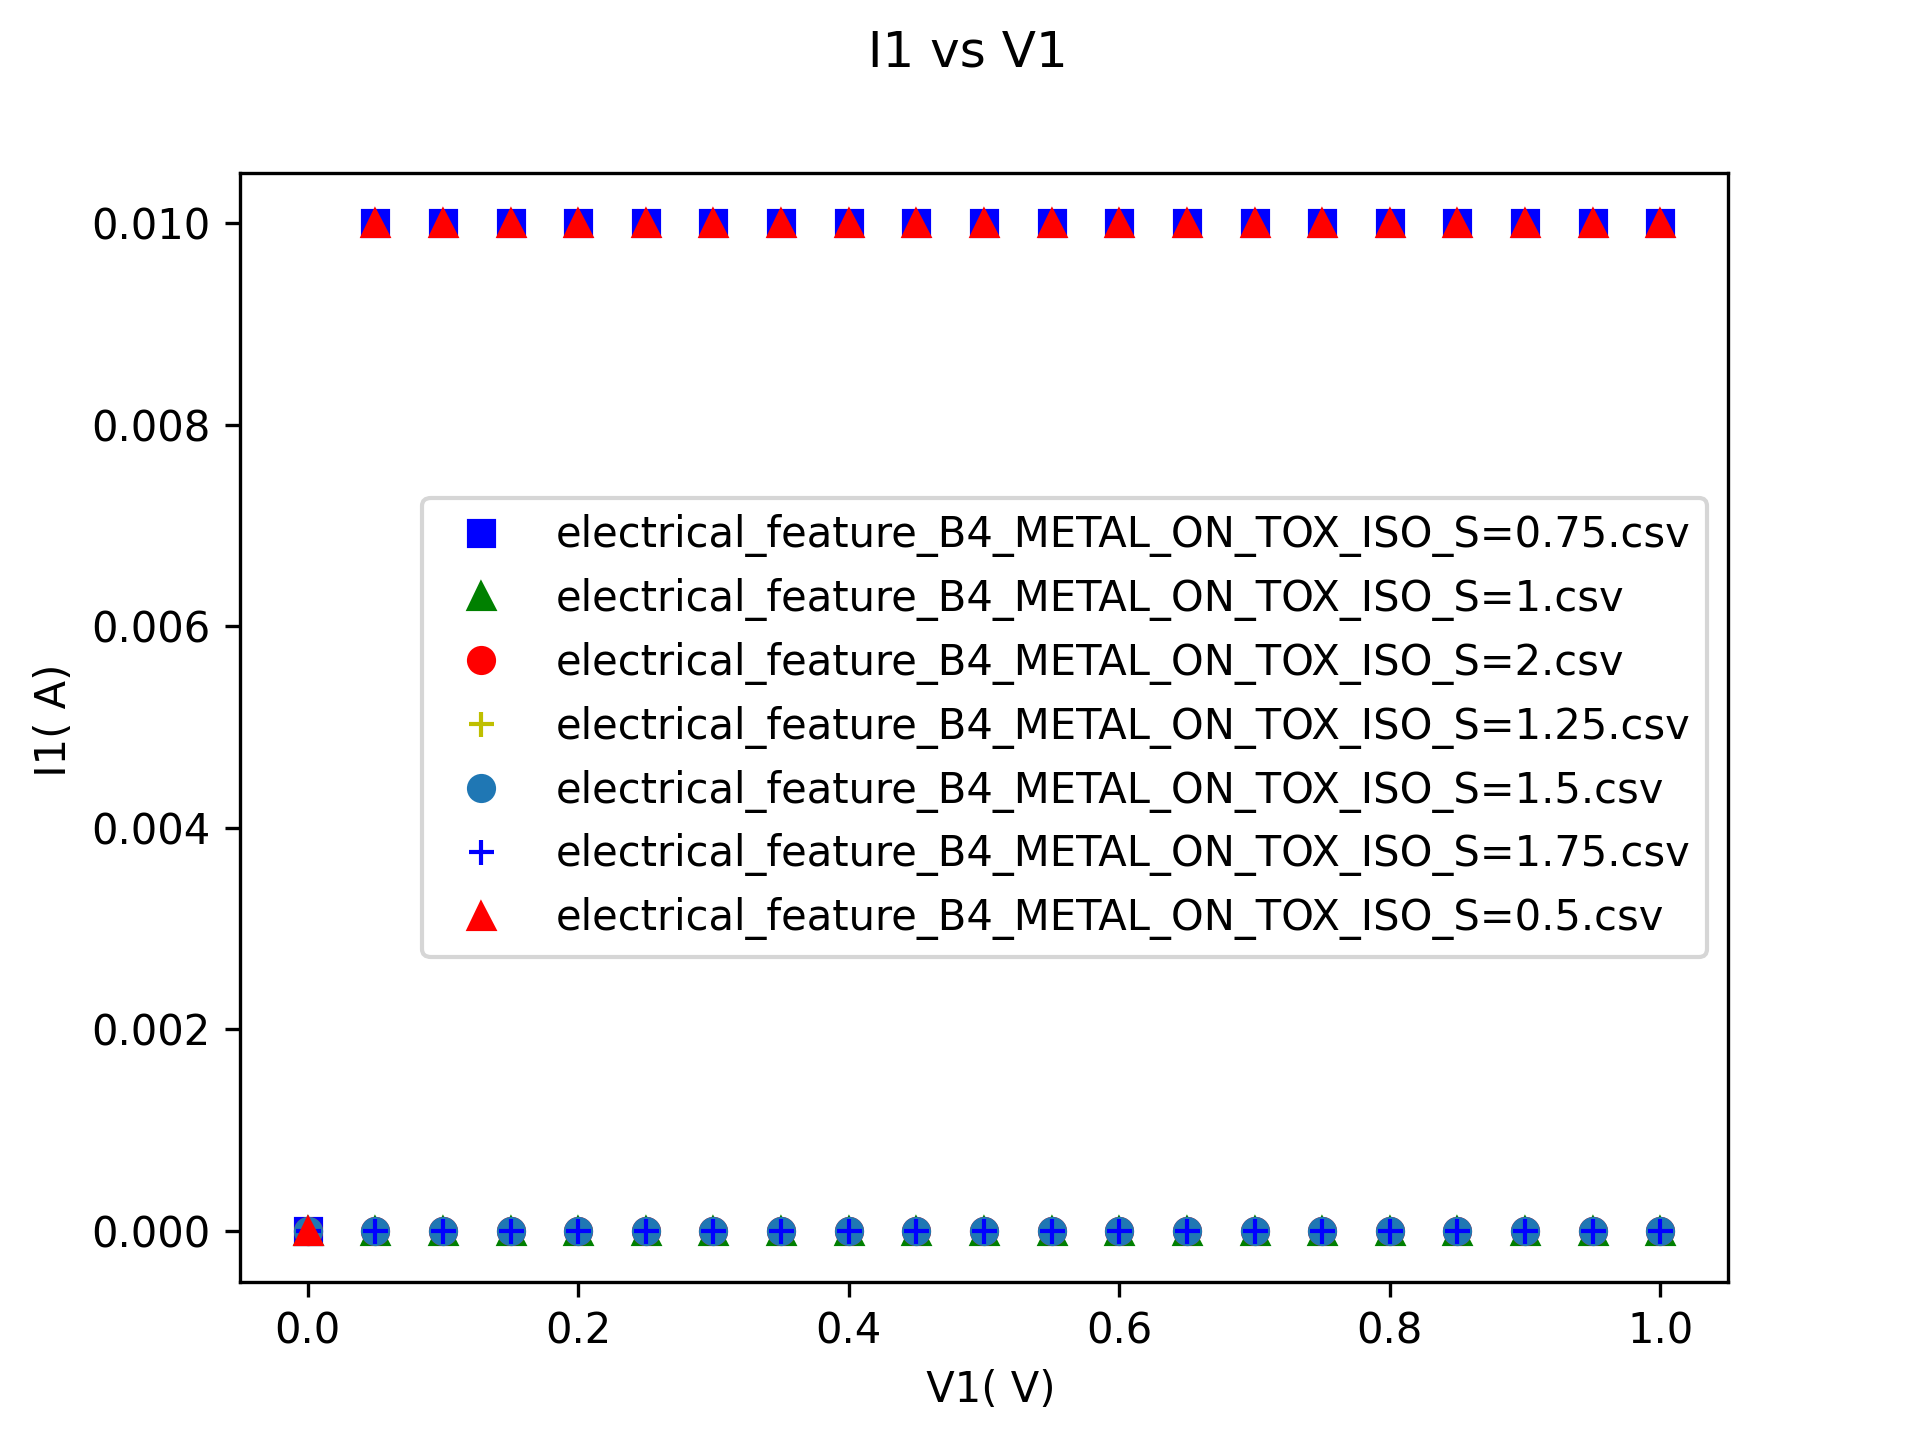 I1 vs V1
0.010
0.008
0.006
0.004
0.002
0.000
I1( A)
electrical_feature_B4_METAL_ON_TOX_ISO_S=0.75.csv
electrical_feature_B4_METAL_ON_TOX_ISO_S=1.csv
electrical_feature_B4_METAL_ON_TOX_ISO_S=2.csv
electrical_feature_B4_METAL_ON_TOX_ISO_S=1.25.csv
electrical_feature_B4_METAL_ON_TOX_ISO_S=1.5.csv
electrical_feature_B4_METAL_ON_TOX_ISO_S=1.75.csv
electrical_feature_B4_METAL_ON_TOX_ISO_S=0.5.csv
0.0 0.2 0.4 0.6 0.8 1.0
V1( V)